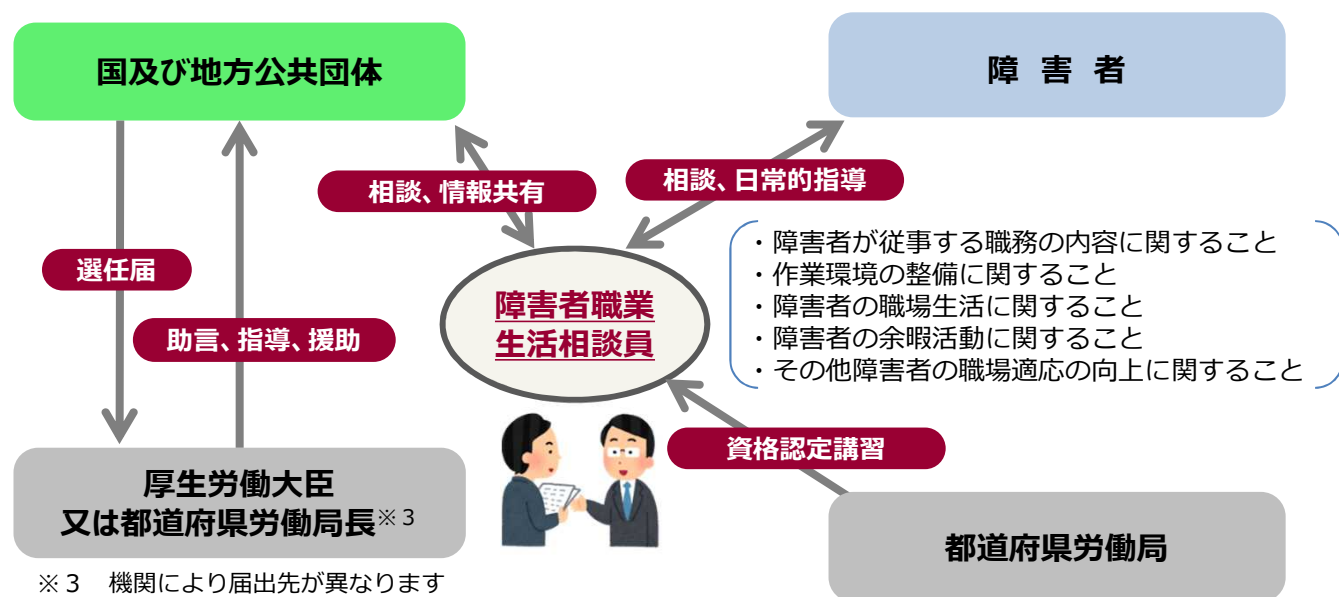 国及び地方公共団体
障 害 者
相談、情報共有
相談、日常的指導
選任届
助言、指導、援助
障害者職業
生活相談員
・障害者が従事する職務の内容に関すること
・作業環境の整備に関すること
・障害者の職場生活に関すること
・障害者の余暇活動に関すること
・その他障害者の職場適応の向上に関すること
資格認定講習
厚生労働大臣
又は都道府県労働局長※3
都道府県労働局
※3 機関により届出先が異なります